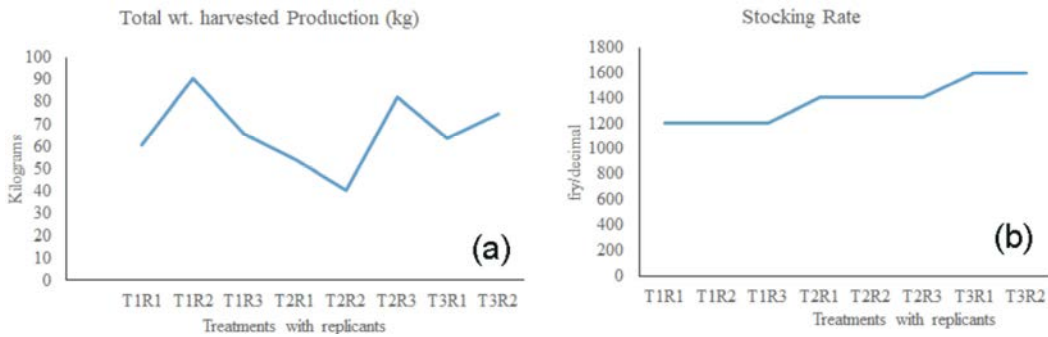 Total wt. harvested Production (kg)
100
90
80
70
60
50
40
30
20
10
0
Kilograms
(a)
T1R1 T1R2 T1R3 T2R1 T2R2 T2R3 T3R1 T3R2
Treatments with replicants
Stocking Rate
1800
1600
1400
1200
1000
800
600
400
200
0
fry/decimal
(b)
T1R1 T1R2 T1R3 T2R1 T2R2 T2R3 T3R1 T3R2
Treatments with replicants